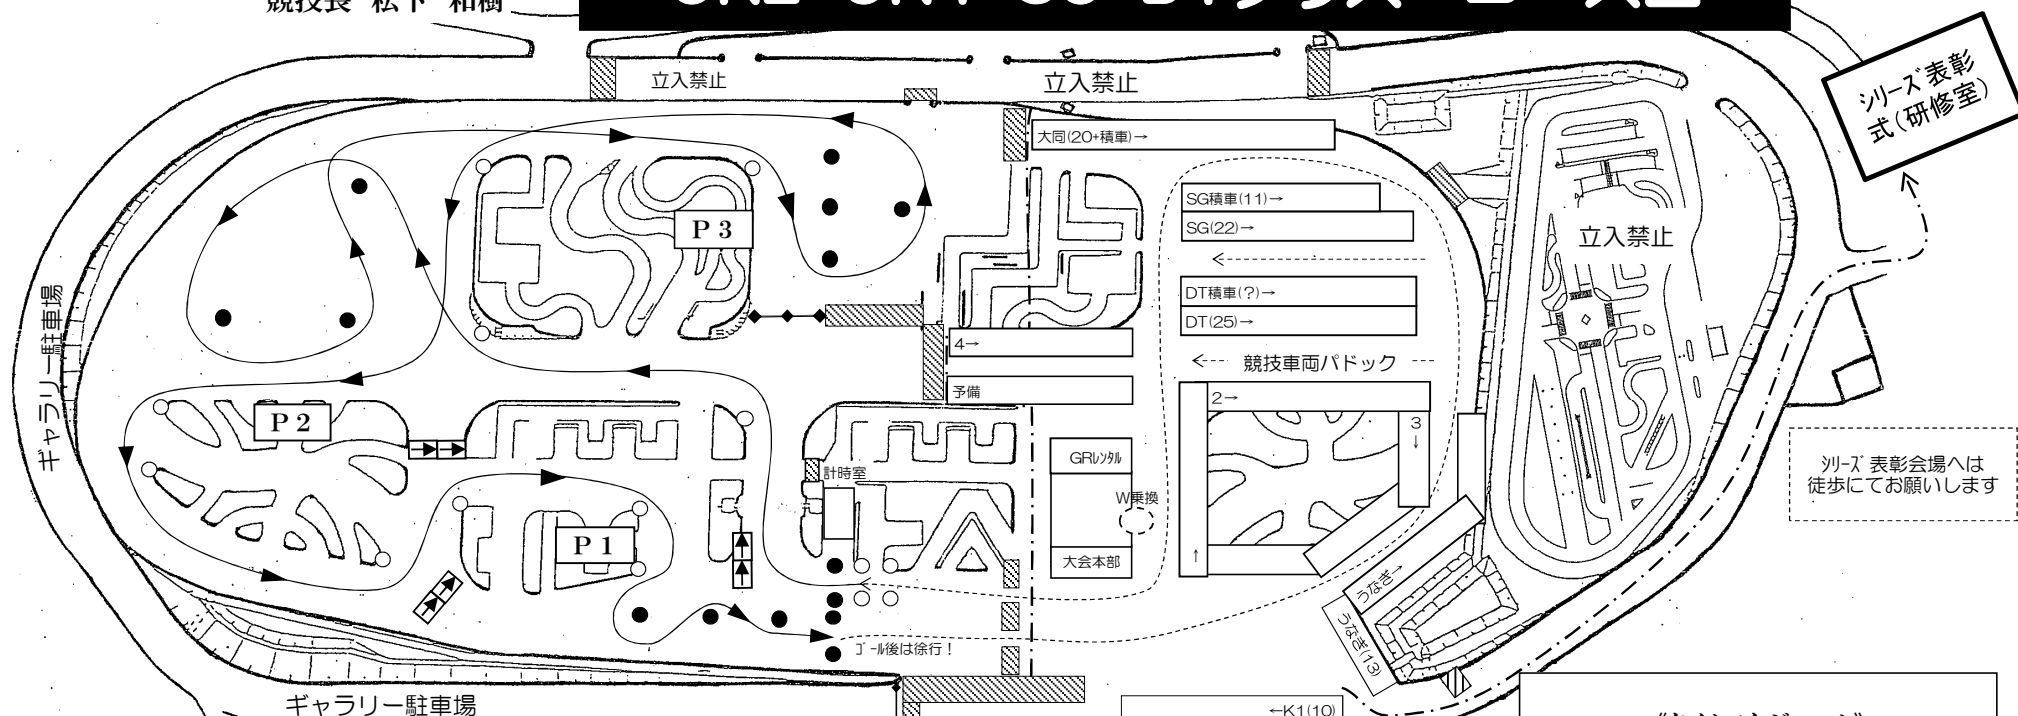 競技長 松下 和樹
立入禁止
立入禁止
シリーズ表彰
式(研修室)
大同(20+積車)→
SG積車(11)→
SG(22)→
P 3
立入禁止
DT積車(?)→
DT(25)→
ギャラリー駐車場
4→
競技車両パドック
予備
2→
3
↓
P 2
GRレンタル
計時室
シリーズ表彰会場へは
徒歩にてお願いします
W乗換
P 1
大会本部
↑
うなぎ→
うなぎ(13)
ゴール後は徐行！
ギャラリー駐車場
←K1(10)